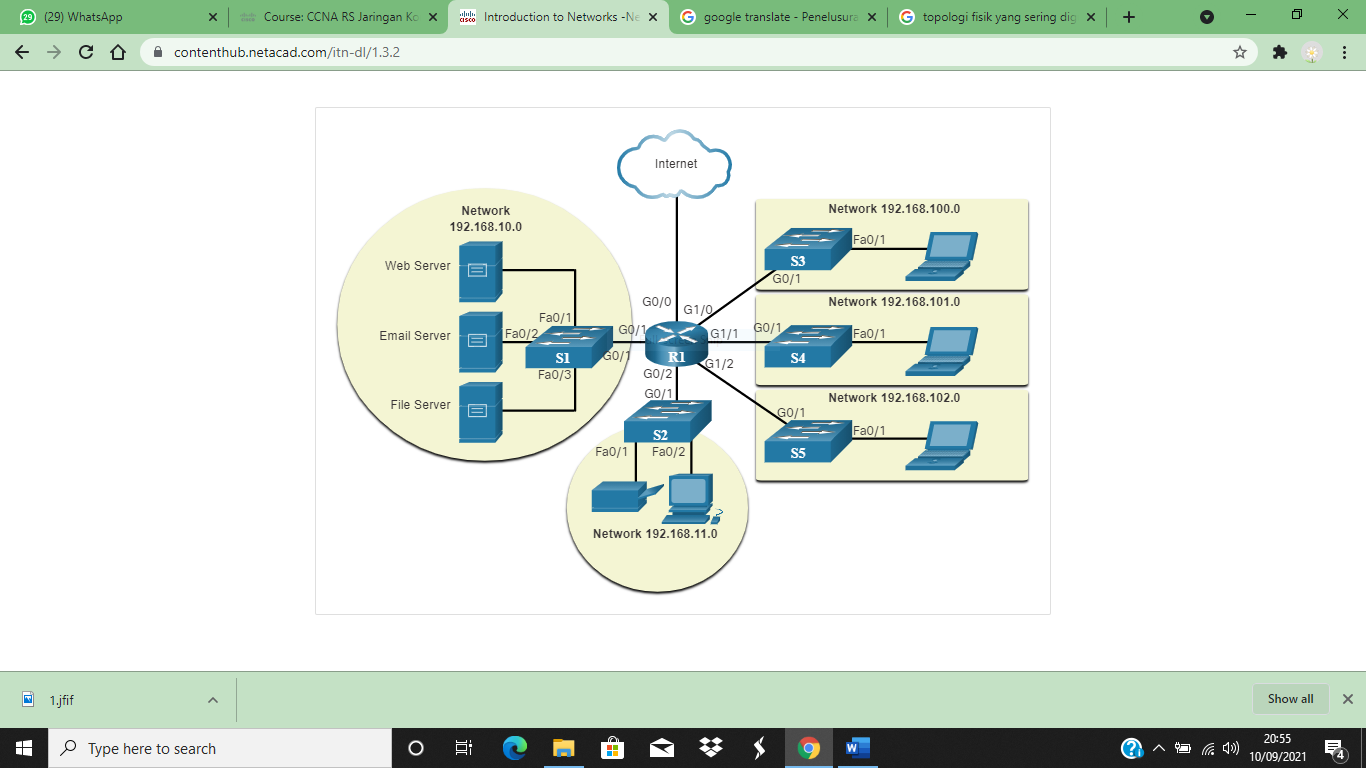 (29) WhatsApp
Course: CCNA RS Jaringan Ko
Introduction to Networks -Ne
google translate - Penelusura
topologi fisik yang sering dig
contenthub.netacad.com/itn-dl/1.3.2
Internet
Network
192.168.10.0
Web Server
Email Server
File Server
Fa0/1
Fa0/2
Fa0/3
S1
G0/1
G0/1
G0/0
G1/0
G1/1
G1/2
R1
G0/2
G0/1
S2
Fa0/1
Fa0/2
Network 192.168.11.0
Network 192.168.100.0
S3
Fa0/1
G0/1
Network 192.168.101.0
G0/1
S4
Fa0/1
Network 192.168.102.0
G0/1
S5
Fa0/1
1.jfif
Show all
Type here to search
20:55
10/09/2021
4